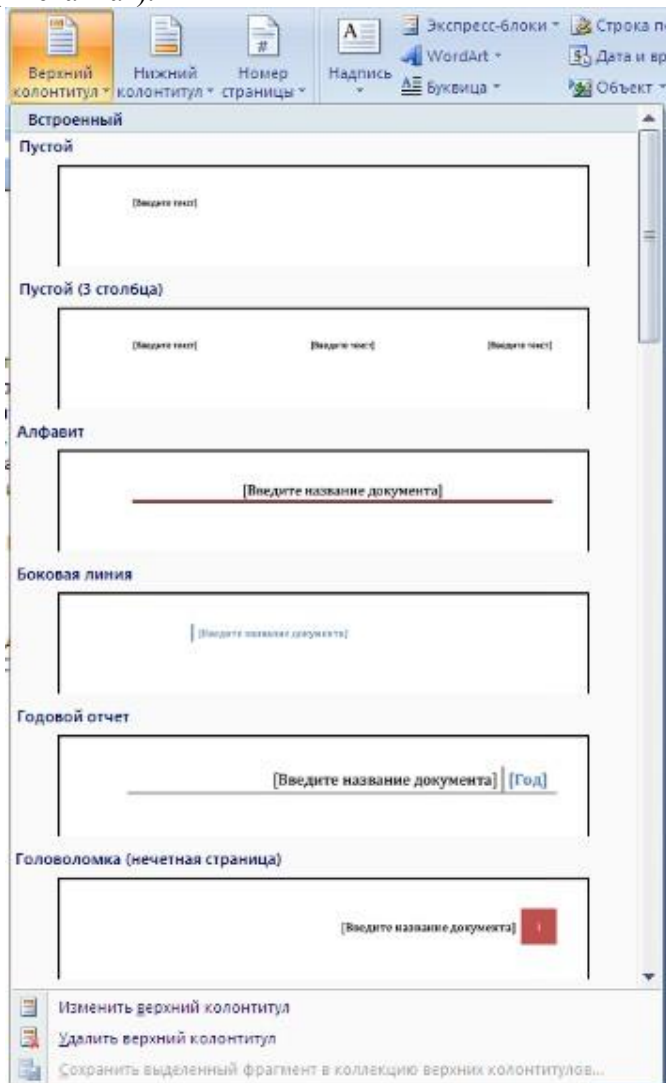 Верхний колонтитул
Нижний колонтитул
Номер страницы
Надпись
Экспресс-блоки
WordArt
Буквица
Строка п
Дата и вр
Объект
Встроенный
Пустой
[Введите текст]
Пустой (3 столбца)
[Введите текст] [Введите текст] [Введите текст]
Алфавит
[Введите название документа]
Боковая линия
[Введите название документа]
Годовой отчет
[Введите название документа] [Год]
Головоломка (нечетная страница)
[Введите название документа] 1
Изменить верхний колонтитул
Удалить верхний колонтитул
Сохранить выделенный фрагмент в коллекцию верхних колонтитулов...